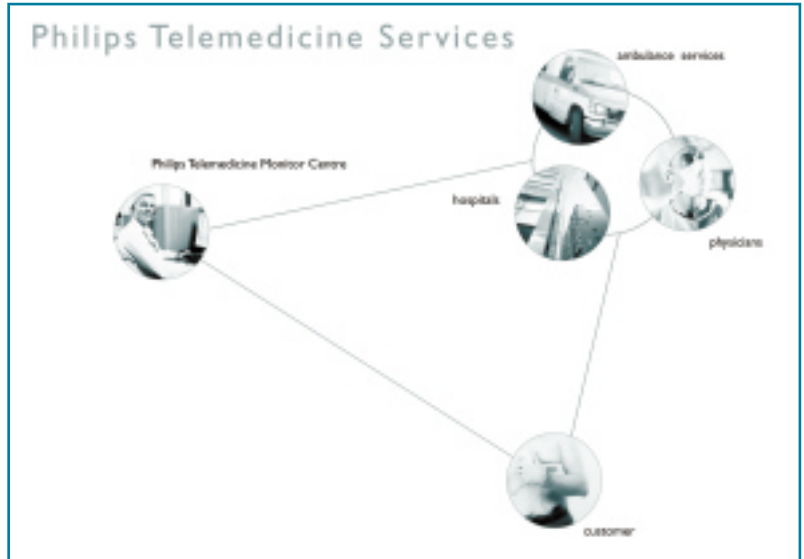 Philips Telemedicine Services
ambulance services
Philips Telemedicine Monitor Centre
hospitals
physicians
customer